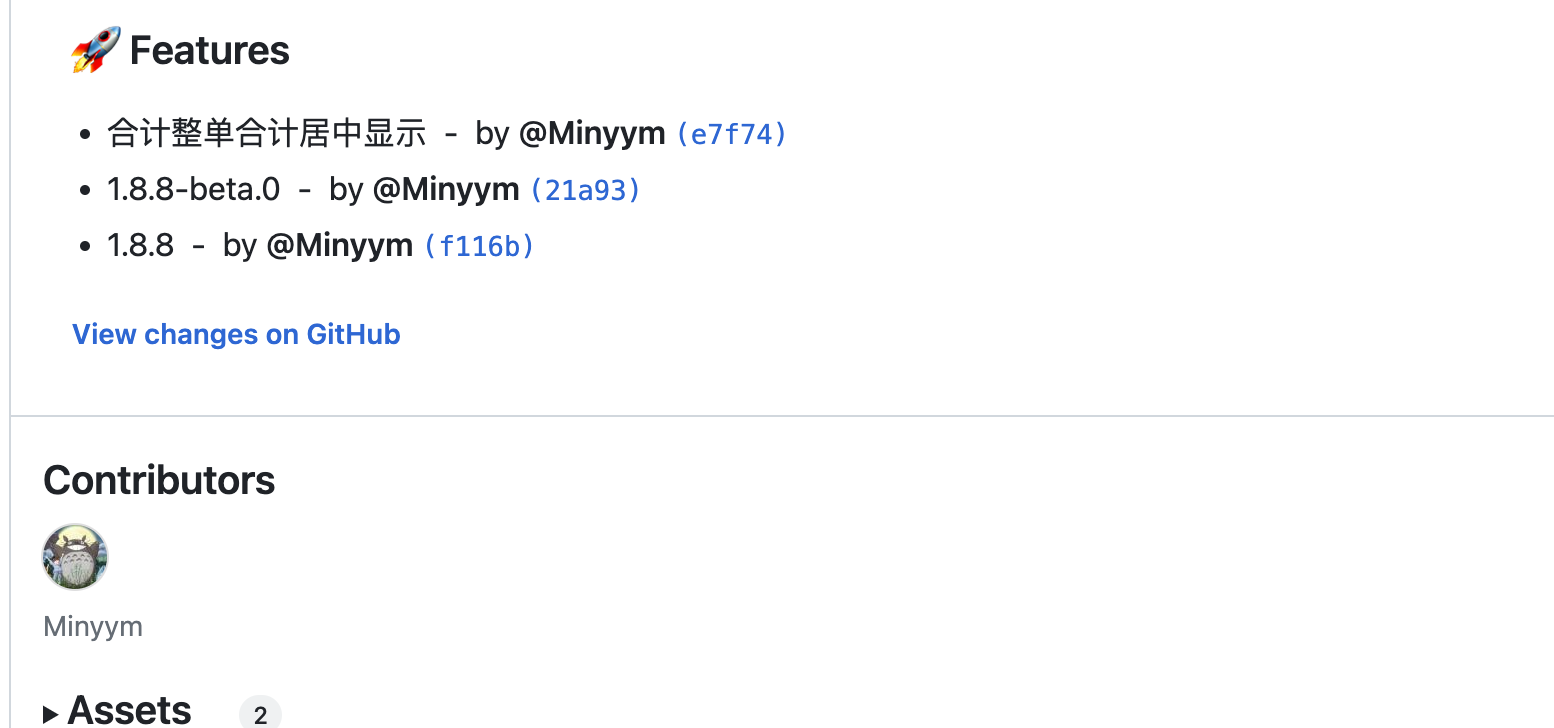 🚀 Features
• 合计整单合计居中显示 - by @Minyym (e7f74)
• 1.8.8-beta.0 - by @Minyym (21a93)
• 1.8.8 - by @Minyym (f116b)
View changes on GitHub
Contributors
Minyym
▸ Assets 2